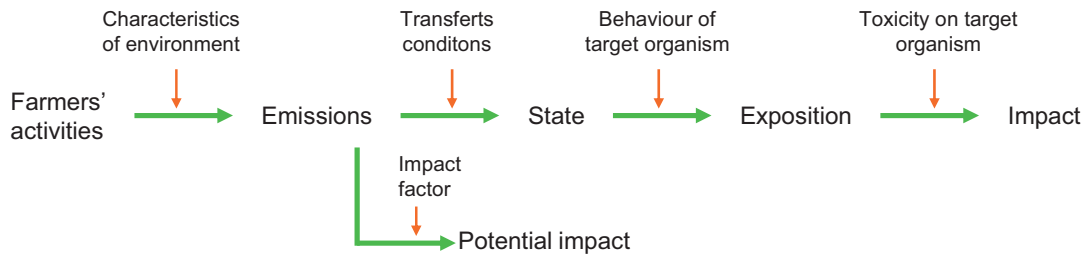 Characteristics
of environment
Transferts
conditons
Behaviour of
target organism
Toxicity on target
organism
Farmers’
activities
Emissions
State
Exposition
Impact
Impact
factor
Potential impact